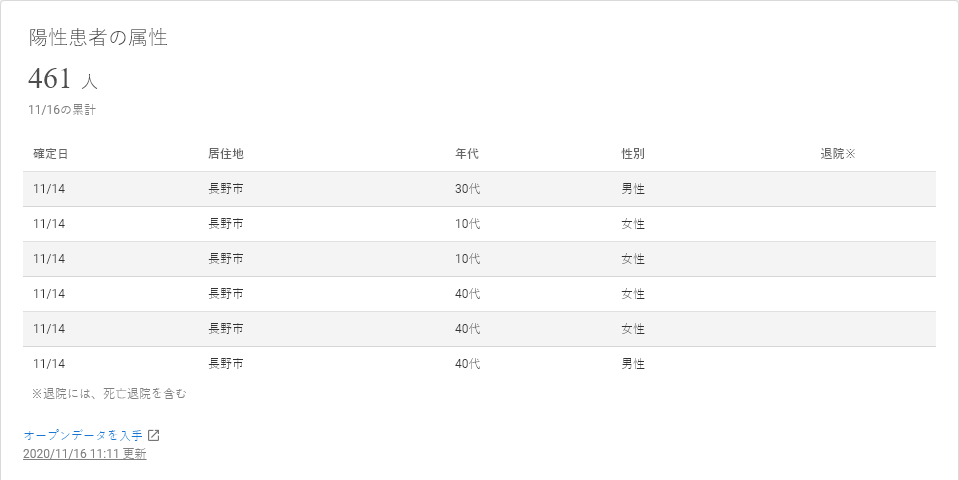 陽性患者の属性
461 人
11/16の累計
確定日 居住地 年代 性別 退院※
11/14 長野市 30代 男性
11/14 長野市 10代 女性
11/14 長野市 10代 女性
11/14 長野市 40代 女性
11/14 長野市 40代 女性
11/14 長野市 40代 男性
※退院には、死亡退院を含む
オープンデータを入手
2020/11/16 11:11 更新